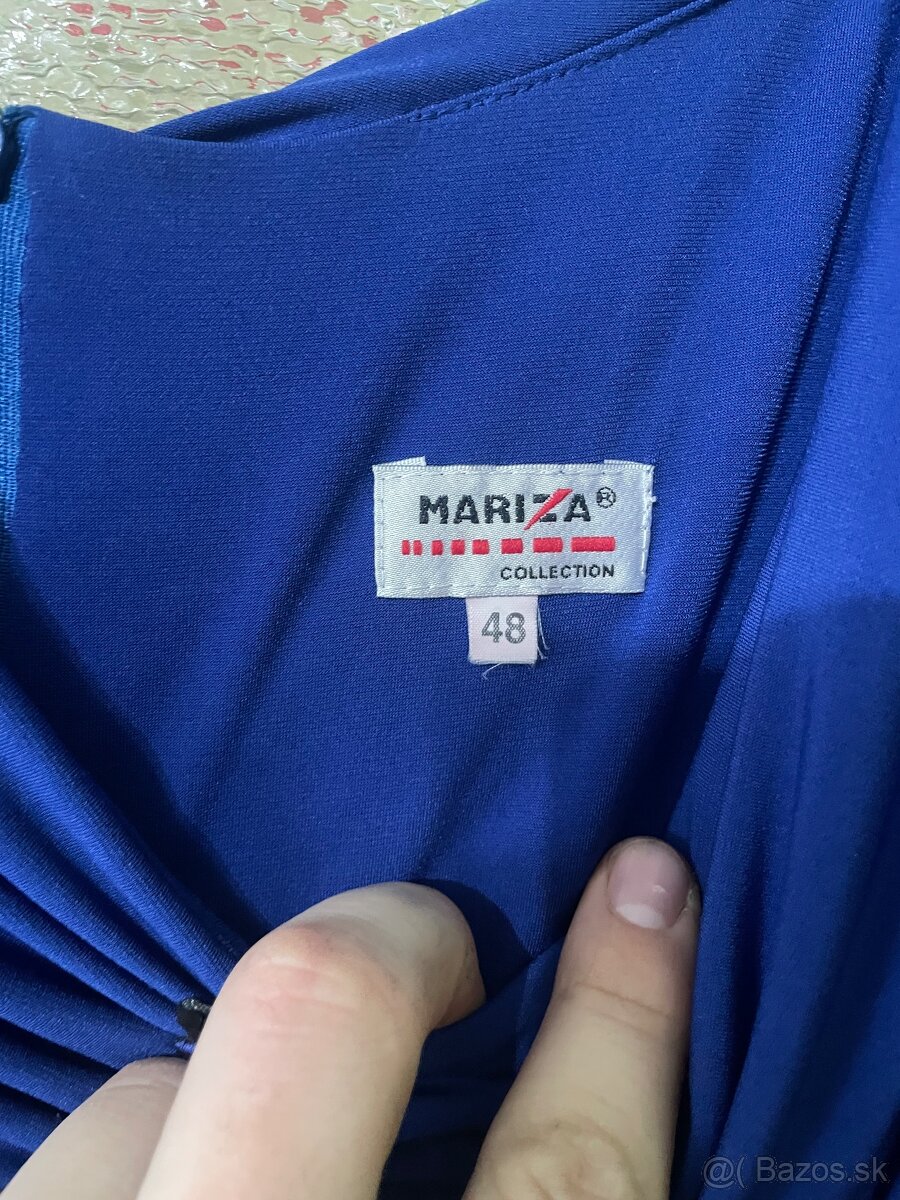 MARIZA®
COLLECTION
48
@( Bazos.sk